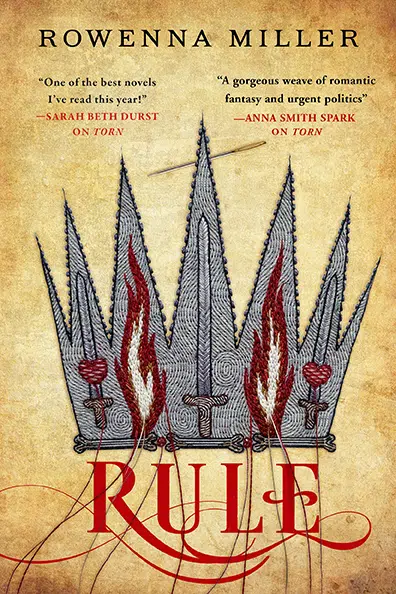 ROWENNA MILLER
“One of the best novels
I’ve read this year!”
—SARAH BETH DURST
ON TORN
“A gorgeous weave of romantic
fantasy and urgent politics”
—ANNA SMITH SPARK
ON TORN
RULE